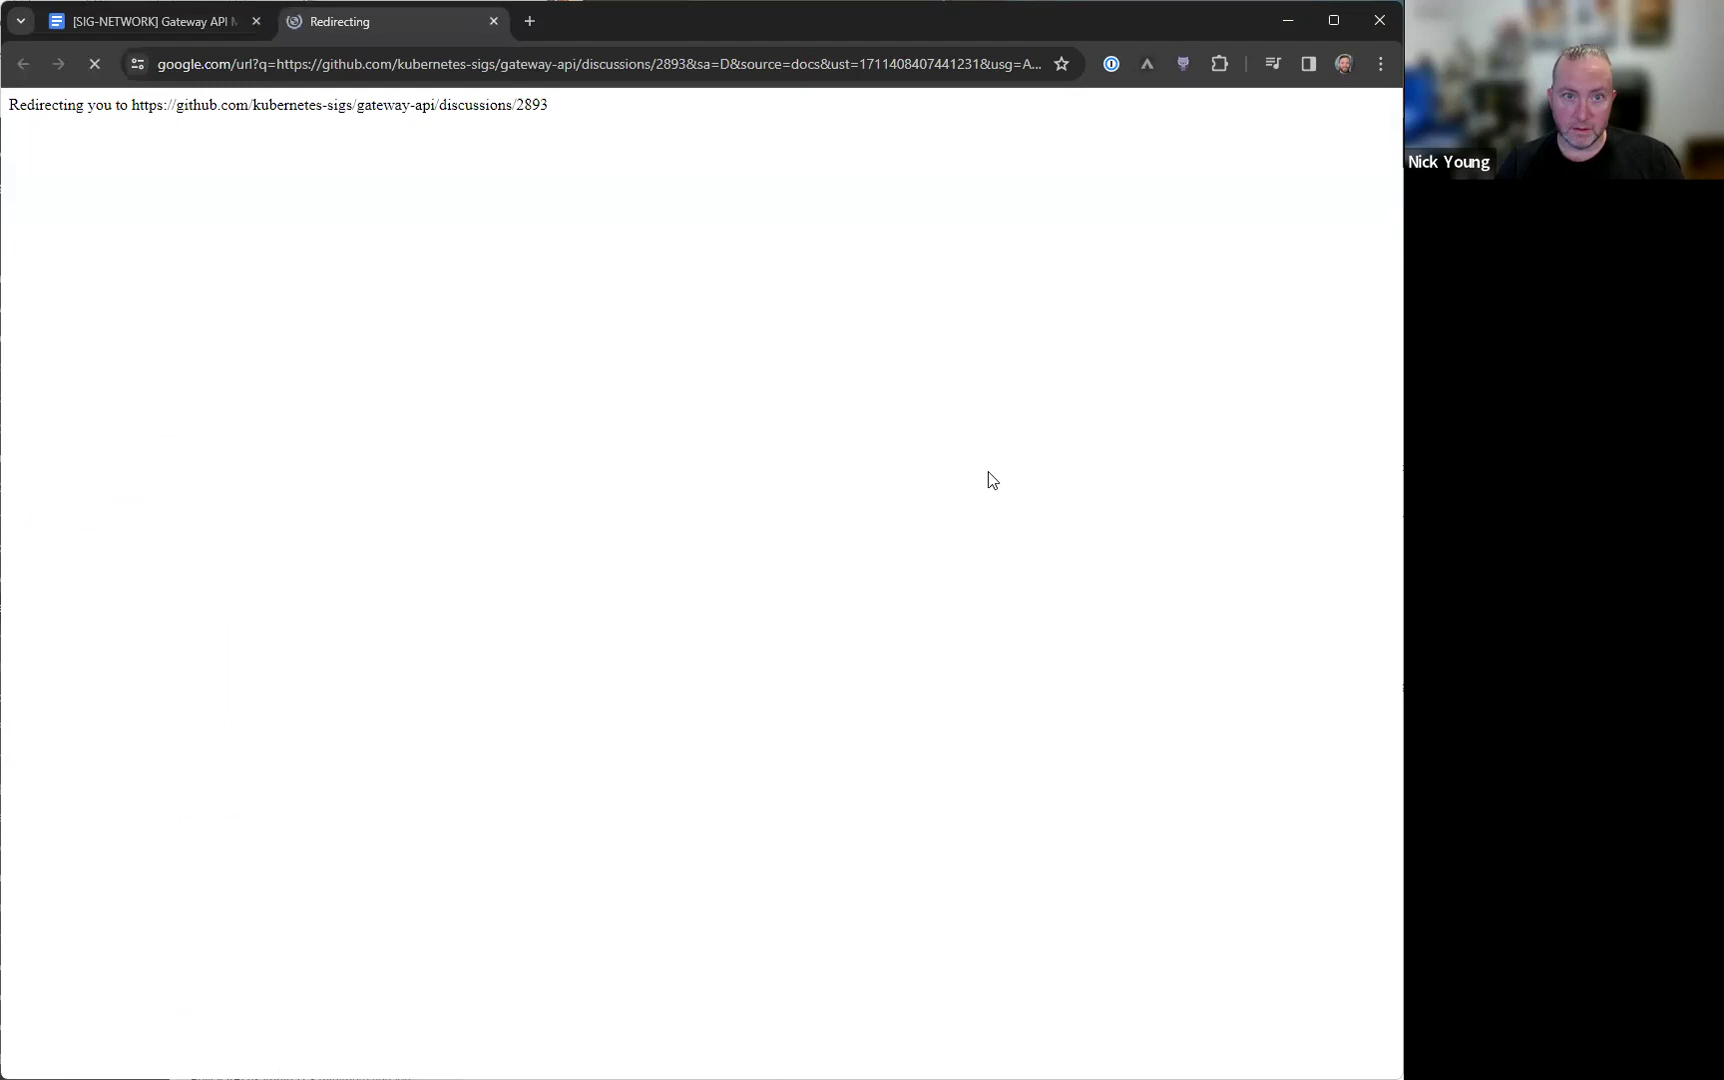 [SIG-NETWORK] Gateway API M
Redirecting
google.com/url?q=https://github.com/kubernetes-sigs/gateway-api/discussions/2893&sa=D&source=docs&ust=1711408407441231&usg=A...
Redirecting you to https://github.com/kubernetes-sigs/gateway-api/discussions/2893
Nick Young